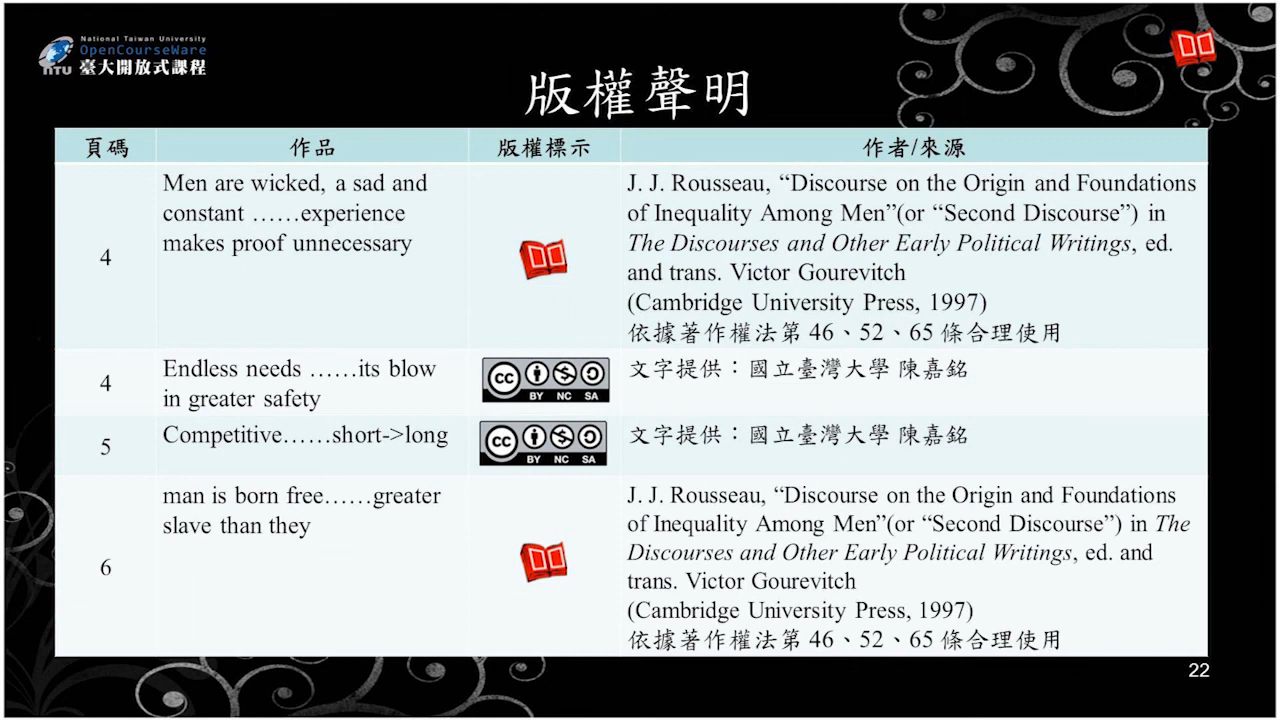 National Taiwan University
OpenCourseWare
NTU 臺大開放式課程
版權聲明
頁碼 作品 版權標示 作者/來源
4
Men are wicked, a sad and
constant ……experience
makes proof unnecessary
J. J. Rousseau, “Discourse on the Origin and Foundations
of Inequality Among Men”(or “Second Discourse”) in
The Discourses and Other Early Political Writings, ed.
and trans. Victor Gourevitch
(Cambridge University Press, 1997)
依據著作權法第 46、52、65 條合理使用
4
Endless needs ……its blow
in greater safety
cc BY NC SA
文字提供：國立臺灣大學 陳嘉銘
5
Competitive……short->long
cc BY NC SA
文字提供：國立臺灣大學 陳嘉銘
6
man is born free……greater
slave than they
J. J. Rousseau, “Discourse on the Origin and Foundations
of Inequality Among Men”(or “Second Discourse”) in The
Discourses and Other Early Political Writings, ed. and
trans. Victor Gourevitch
(Cambridge University Press, 1997)
依據著作權法第 46、52、65 條合理使用
22